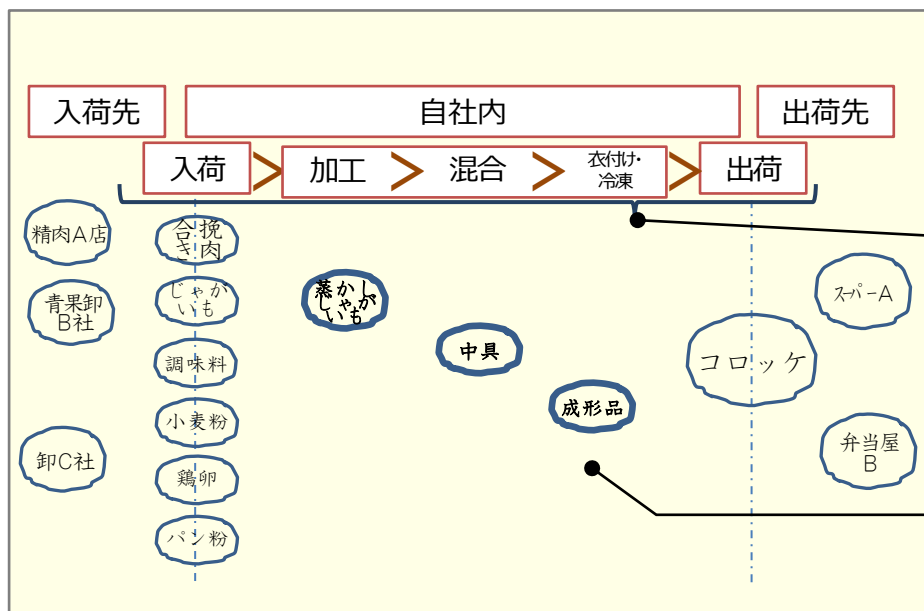 入荷先
自社内
出荷先
入荷
加工
混合
衣付け・
冷凍
出荷
精肉A店
青果卸
B社
卸C社
合挽き肉
じゃがいも
調味料
小麦粉
鶏卵
パン粉
蒸かしじゃがいも
中具
成形品
コロッケ
スーパーA
弁当屋
B